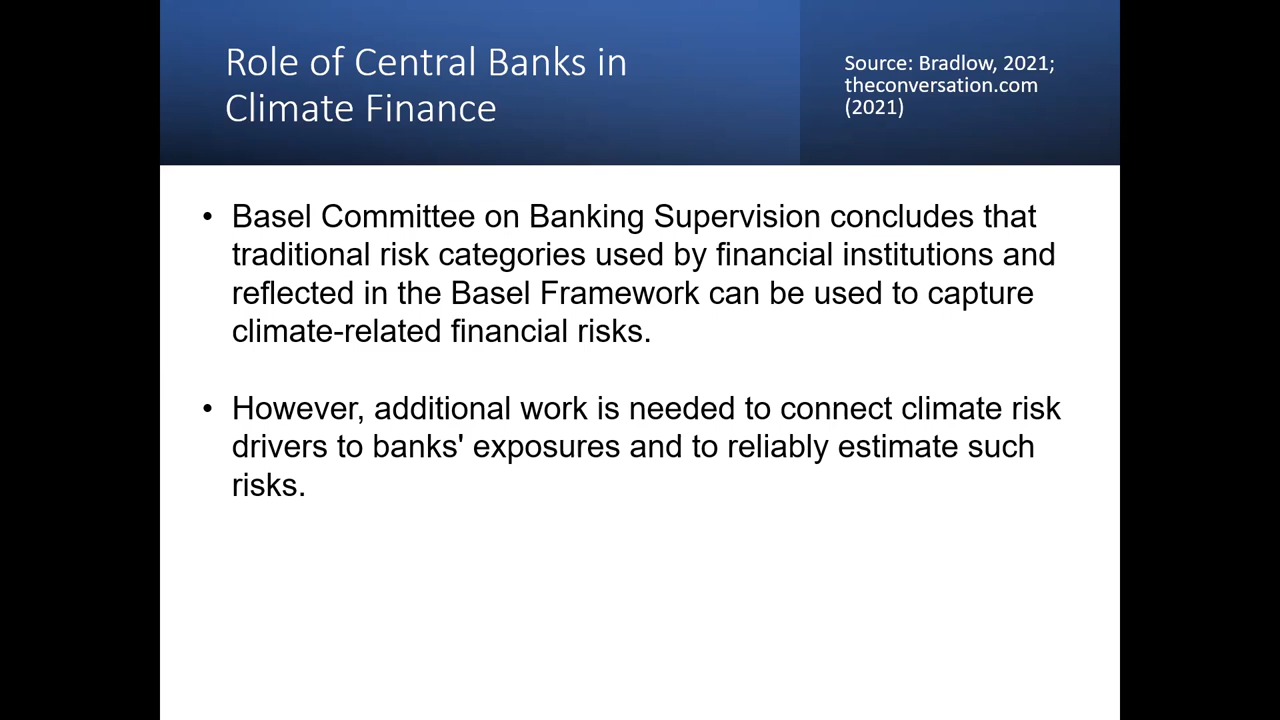 Role of Central Banks in
Climate Finance
Source: Bradlow, 2021;
theconversation.com
(2021)
• Basel Committee on Banking Supervision concludes that
traditional risk categories used by financial institutions and
reflected in the Basel Framework can be used to capture
climate-related financial risks.
• However, additional work is needed to connect climate risk
drivers to banks' exposures and to reliably estimate such
risks.